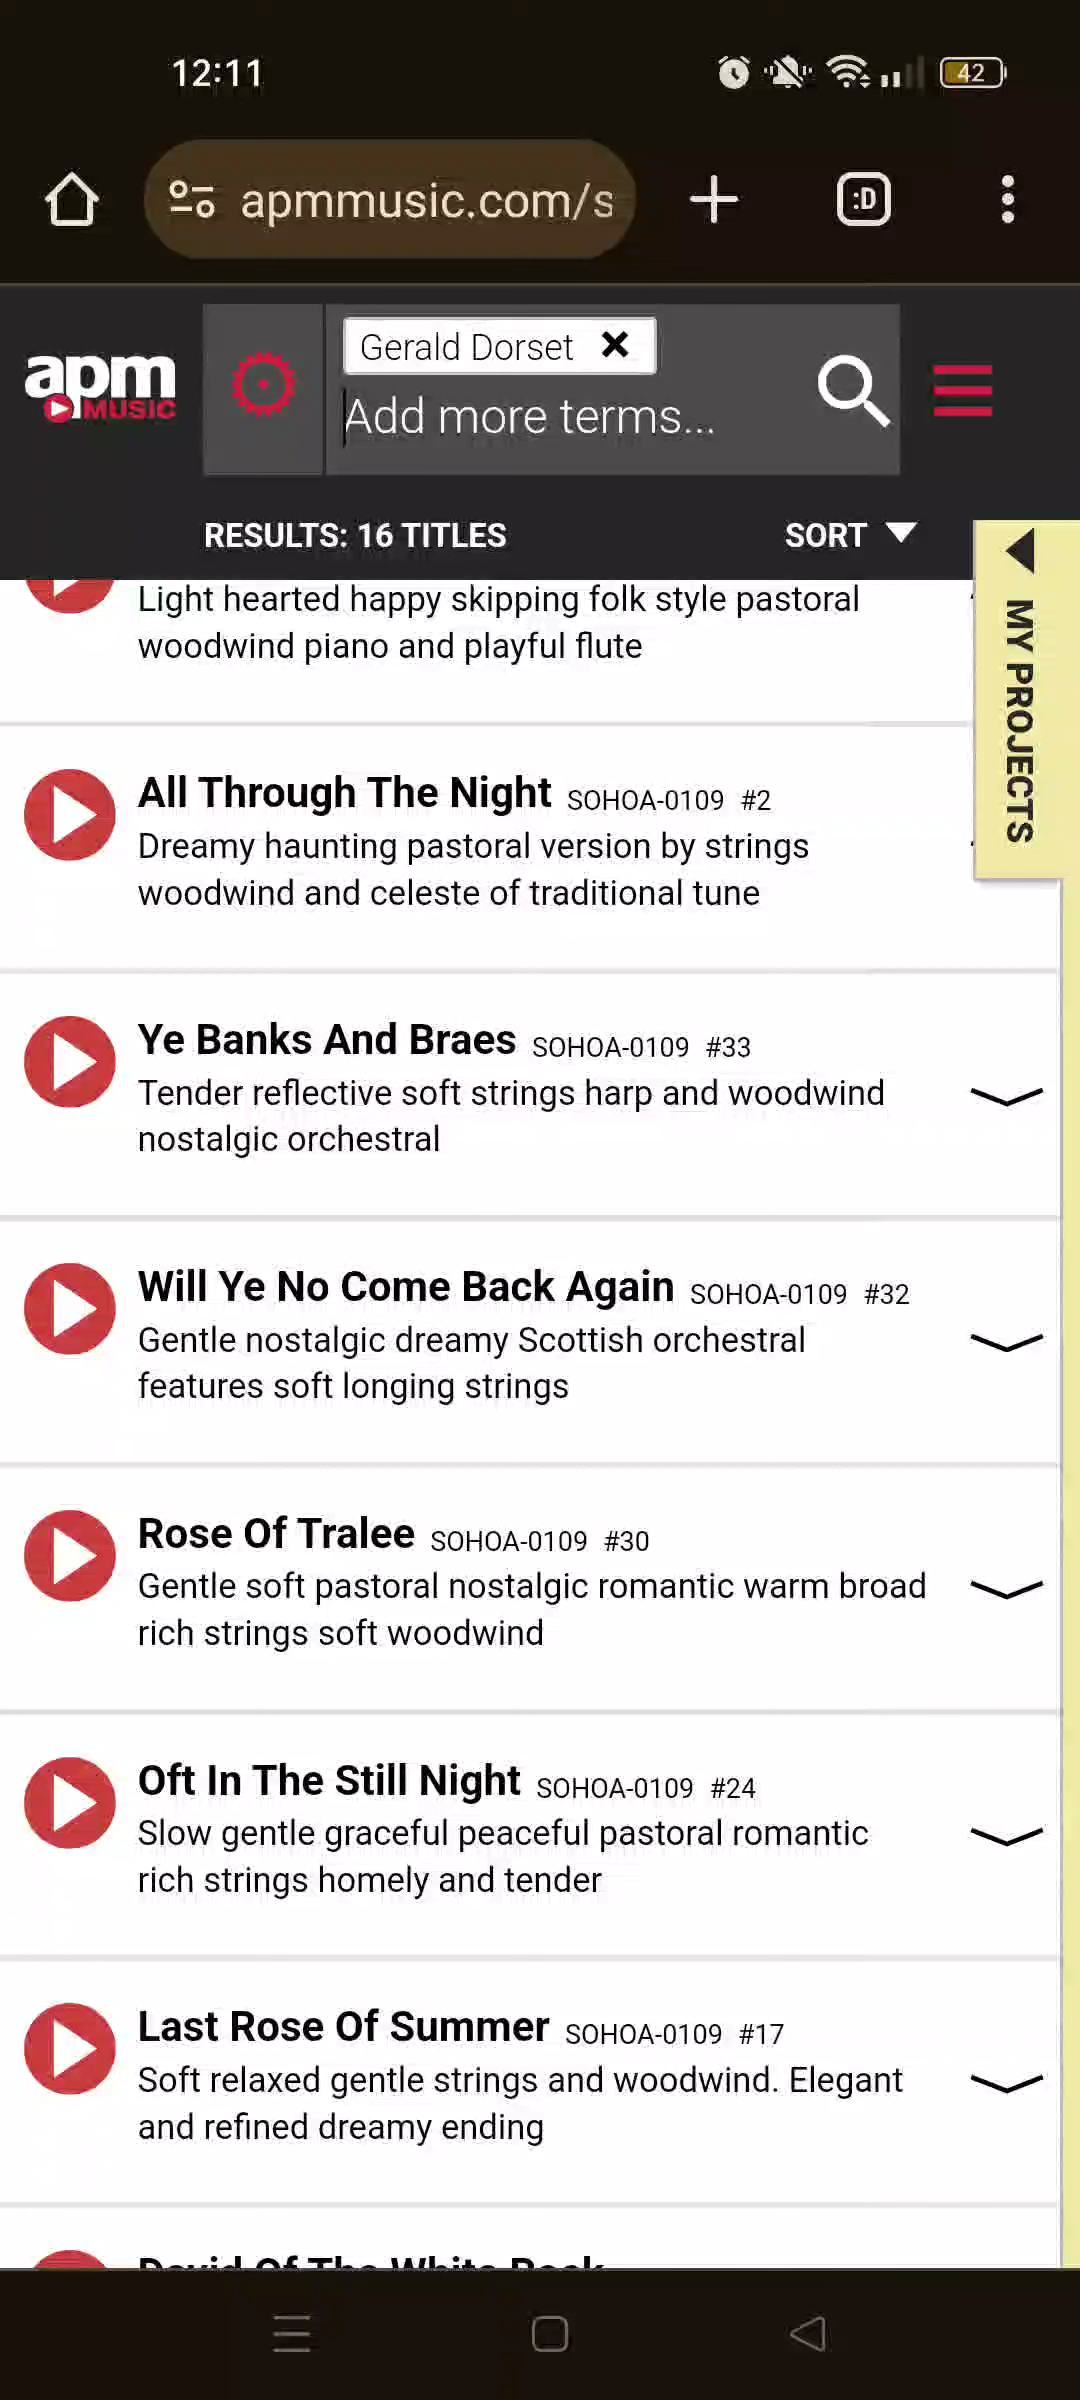 12:11
42
apmmusic.com/s
:D
apm
MUSIC
Gerald Dorset
Add more terms...
RESULTS: 16 TITLES
SORT
MY PROJECTS
Light hearted happy skipping folk style pastoral
woodwind piano and playful flute
All Through The Night SOHOA-0109 #2
Dreamy haunting pastoral version by strings
woodwind and celeste of traditional tune
Ye Banks And Braes SOHOA-0109 #33
Tender reflective soft strings harp and woodwind
nostalgic orchestral
Will Ye No Come Back Again SOHOA-0109 #32
Gentle nostalgic dreamy Scottish orchestral
features soft longing strings
Rose Of Tralee SOHOA-0109 #30
Gentle soft pastoral nostalgic romantic warm broad
rich strings soft woodwind
Oft In The Still Night SOHOA-0109 #24
Slow gentle graceful peaceful pastoral romantic
rich strings homely and tender
Last Rose Of Summer SOHOA-0109 #17
Soft relaxed gentle strings and woodwind. Elegant
and refined dreamy ending
David Of The White Rock